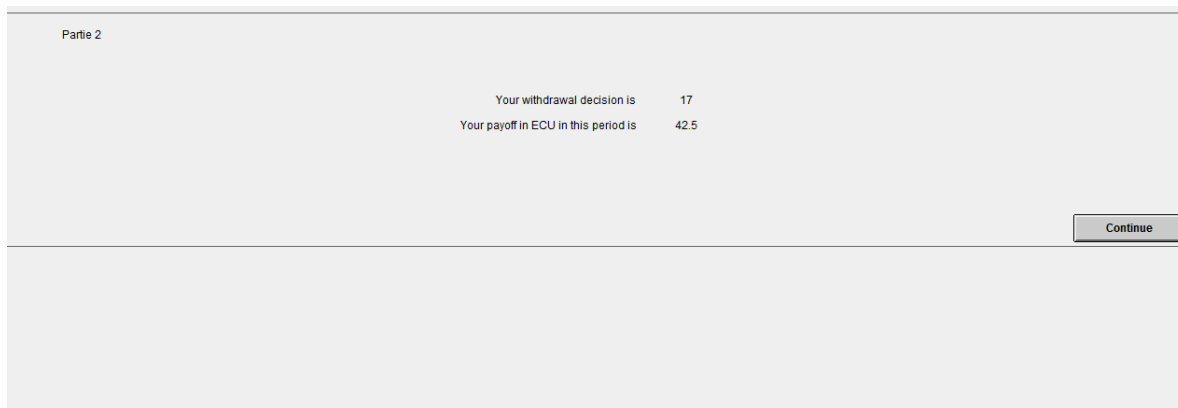 Partie 2
Your withdrawal decision is 17
Your payoff in ECU in this period is 42.5
Continue